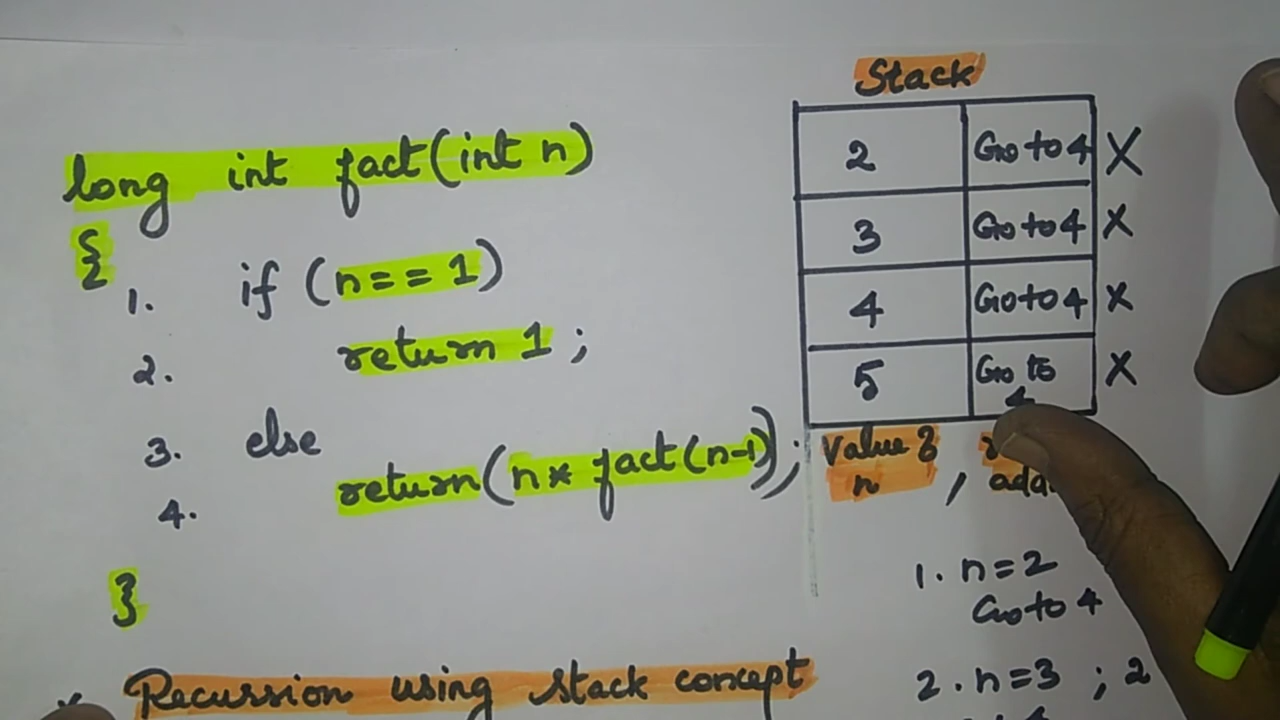 long int fact(int n)
{
1. if (n==1)
2. return 1;
3. else
4. return(n* fact(n-1));
}
Recurssion using stack concept
Stack
2 Go to 4 X
3 Go to 4 X
4 Go to 4 X
5 Go to 4 X
Value of
n ,
1. n=2
Go to 4
2. n=3 ; 2